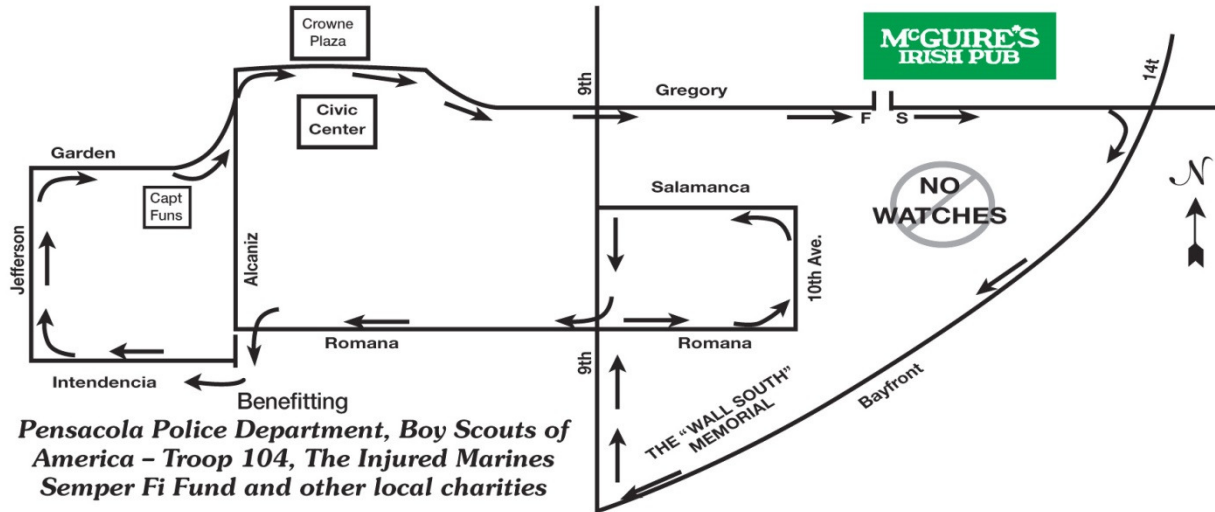 Crowne
Plaza
McGUIRE'S
IRISH PUB
9th
14t
Civic
Center
Gregory
F S
Garden
Capt
Funs
Salamanca
NO
WATCHES
N
Jefferson
Alcaniz
10th Ave.
Romana
Romana
9th
Intendencia
Bayfront
THE "WALL SOUTH"
MEMORIAL
Benefitting
Pensacola Police Department, Boy Scouts of
America – Troop 104, The Injured Marines
Semper Fi Fund and other local charities